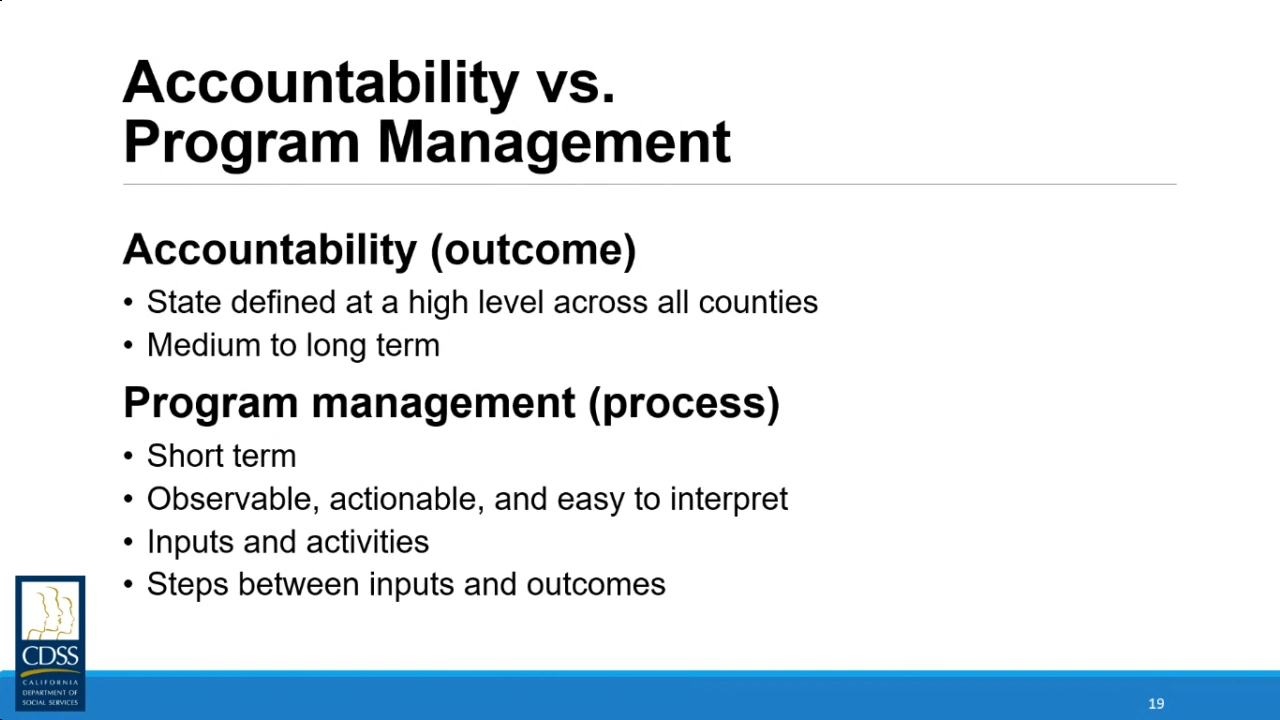 Accountability vs.
Program Management
Accountability (outcome)
• State defined at a high level across all counties
• Medium to long term
Program management (process)
• Short term
• Observable, actionable, and easy to interpret
• Inputs and activities
• Steps between inputs and outcomes
CDSS
CALIFORNIA
DEPARTMENT OF
SOCIAL SERVICES
19